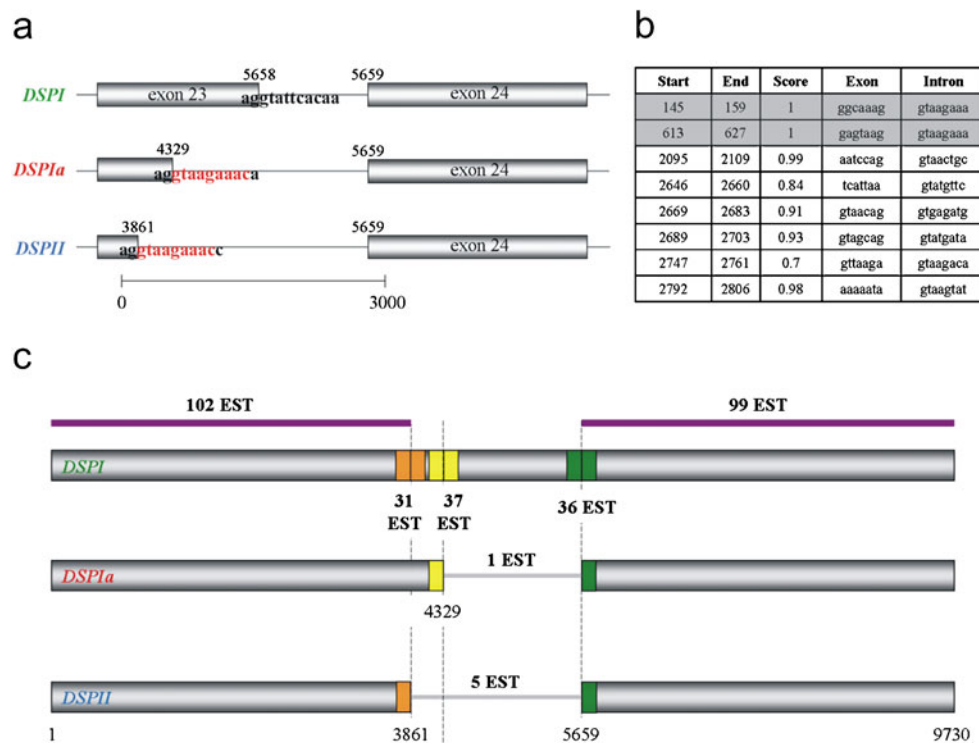 a
5658 5659
DSPI exon 23 aggtattcacaa exon 24
4329 5659
DSPIa aggtaagaaaca exon 24
3861 5659
DSPII aggtaagaaacc exon 24
0 3000
b
Start End Score Exon Intron
145 159 1 ggcaaag gtaagaaa
613 627 1 gagtaag gtaagaaa
2095 2109 0.99 aatccag gtaactgc
2646 2660 0.84 tcattaa gtatgttc
2669 2683 0.91 gtaacag gtgagatg
2689 2703 0.93 gtagcag gtatgata
2747 2761 0.7 gttaaga gtaagaca
2792 2806 0.98 aaaaata gtaagtat
c
102 EST 99 EST
DSPI
31 EST 37 EST 36 EST
DSPIa 1 EST
4329
DSPII 5 EST
1 3861 5659 9730